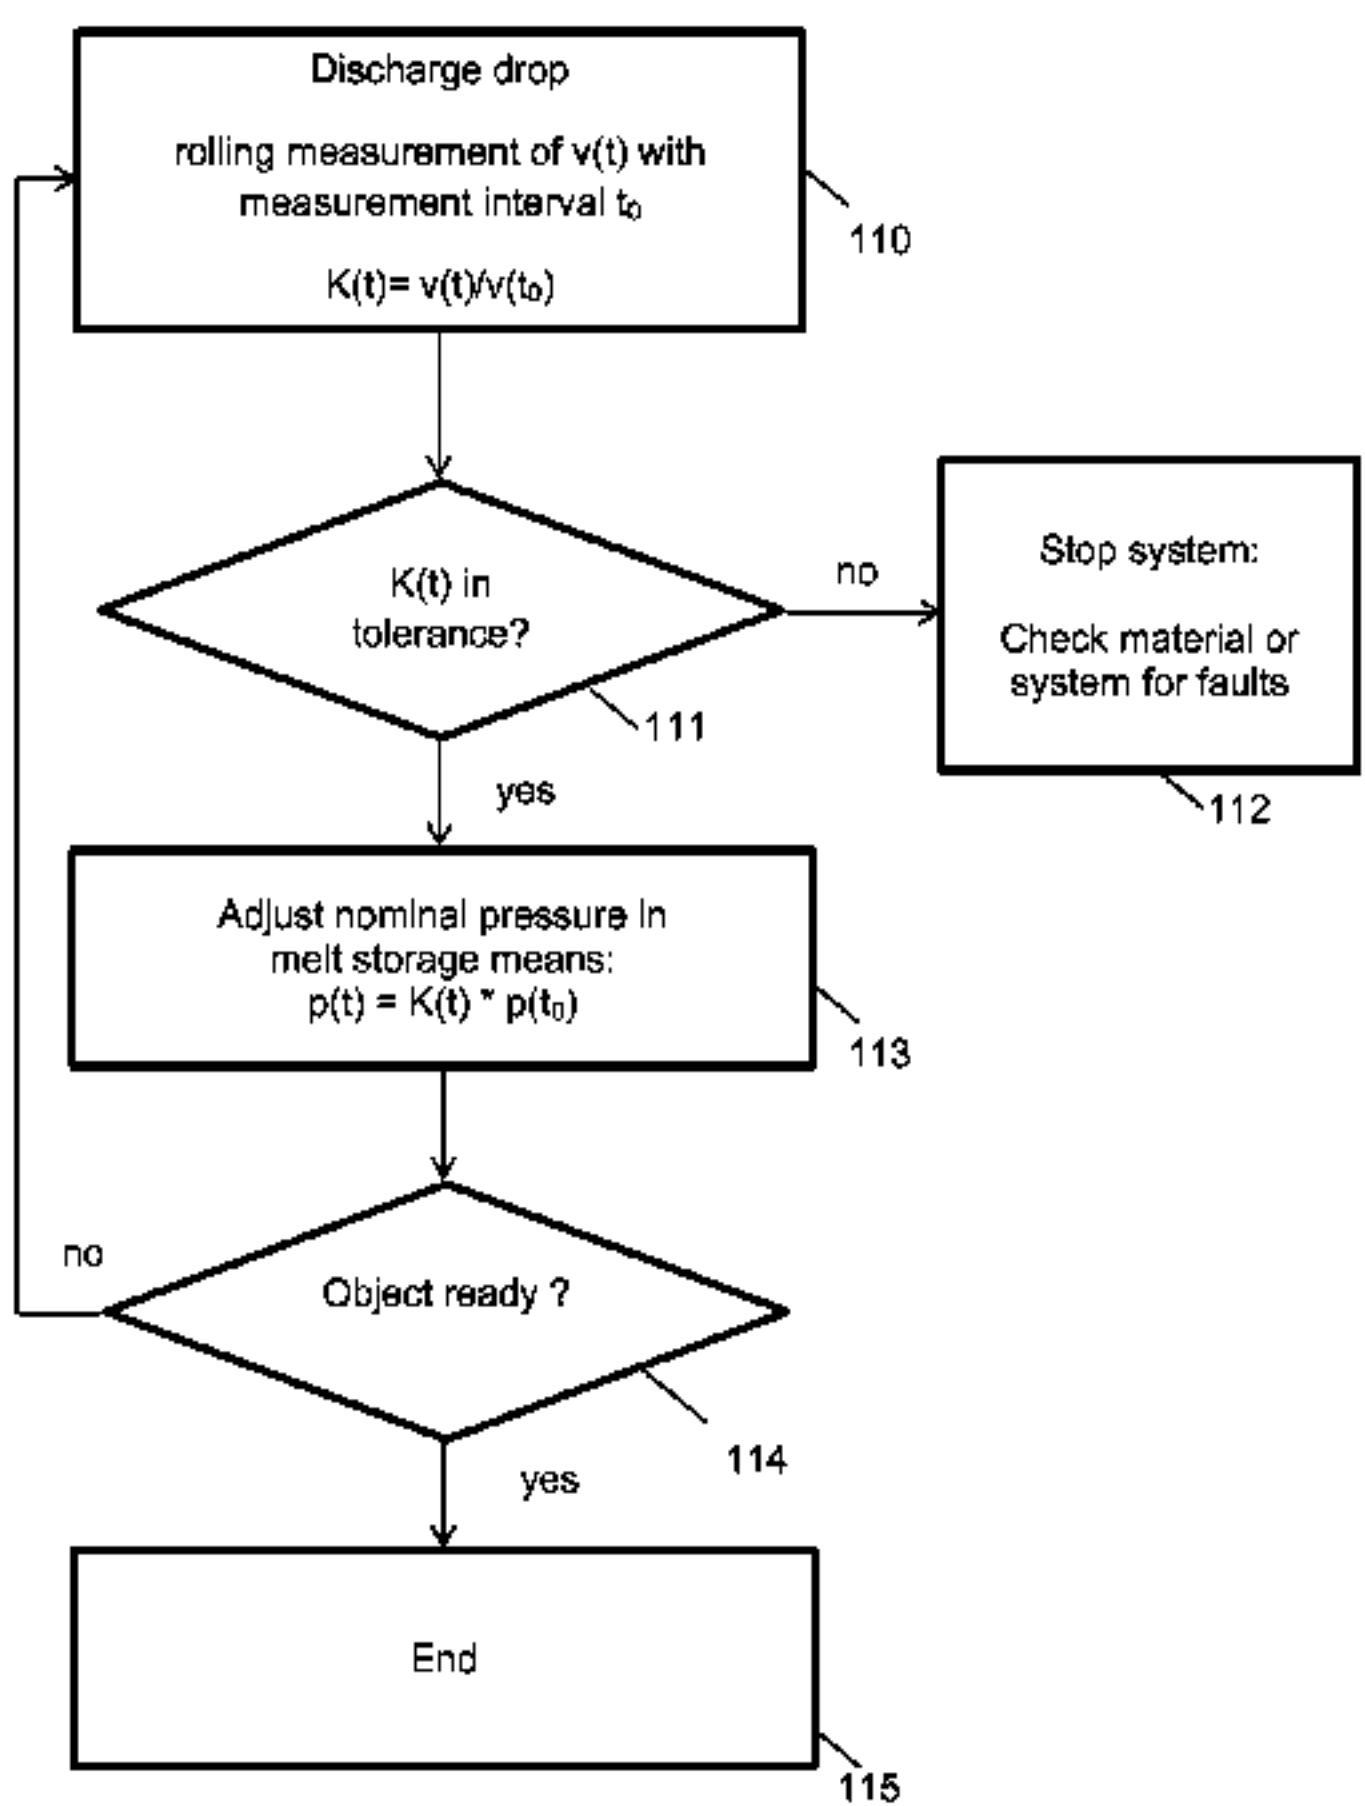 Discharge drop
rolling measurement of v(t) with
measurement interval t₀
K(t)= v(t)/v(t₀)
110
K(t) in
tolerance?
111
no
Stop system:
Check material or
system for faults
112
yes
Adjust nominal pressure in
melt storage means:
p(t) = K(t) * p(t₀)
113
no
Object ready ?
114
yes
End
115